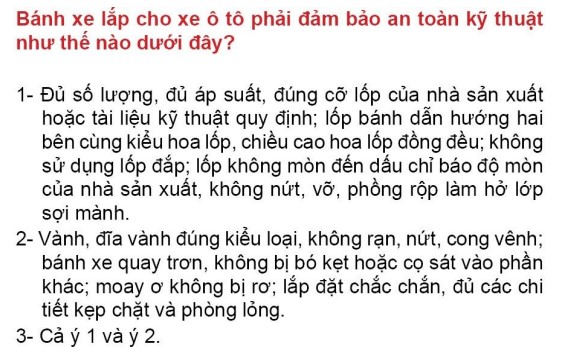 Bánh xe lắp cho xe ô tô phải đảm bảo an toàn kỹ thuật
như thế nào dưới đây?
1- Đủ số lượng, đủ áp suất, đúng cỡ lốp của nhà sản xuất
hoặc tài liệu kỹ thuật quy định; lốp bánh dẫn hướng hai
bên cùng kiểu hoa lốp, chiều cao hoa lốp đồng đều; không
sử dụng lốp đắp; lốp không mòn đến dấu chỉ báo độ mòn
của nhà sản xuất, không nứt, vỡ, phồng rộp làm hở lớp
sợi mành.
2- Vành, đĩa vành đúng kiểu loại, không rạn, nứt, cong vênh;
bánh xe quay trơn, không bị bó kẹt hoặc cọ sát vào phần
khác; moay ơ không bị rơ; lắp đặt chắc chắn, đủ các chi
tiết kẹp chặt và phòng lỏng.
3- Cả ý 1 và ý 2.